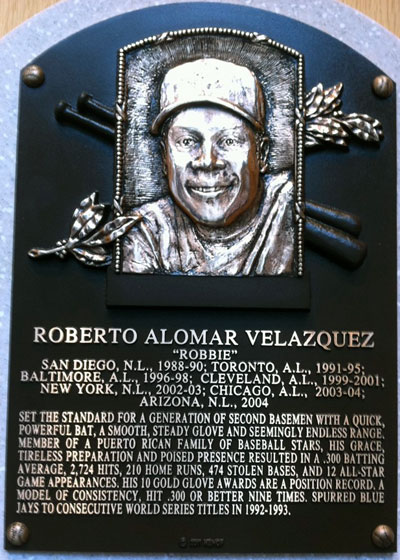 ROBERTO ALOMAR VELAZQUEZ
"ROBBIE"
SAN DIEGO, N.L., 1988-90; TORONTO, A.L., 1991-95;
BALTIMORE, A.L., 1996-98; CLEVELAND, A.L., 1999-2001;
NEW YORK, N.L., 2002-03; CHICAGO, A.L., 2003-04;
ARIZONA, N.L., 2004
SET THE STANDARD FOR A GENERATION OF SECOND BASEMEN WITH A QUICK,
POWERFUL BAT, A SMOOTH, STEADY GLOVE AND SEEMINGLY ENDLESS RANGE.
MEMBER OF A PUERTO RICAN FAMILY OF BASEBALL STARS, HIS GRACE,
TIRELESS PREPARATION AND POISED PRESENCE RESULTED IN A .300 BATTING
AVERAGE, 2,724 HITS, 210 HOME RUNS, 474 STOLEN BASES, AND 12 ALL-STAR
GAME APPEARANCES. HIS 10 GOLD GLOVE AWARDS ARE A POSITION RECORD. A
MODEL OF CONSISTENCY, HIT .300 OR BETTER NINE TIMES. SPURRED BLUE
JAYS TO CONSECUTIVE WORLD SERIES TITLES IN 1992-1993.